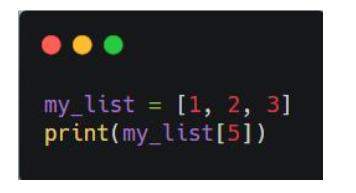 my_list = [1, 2, 3]
print(my_list[5])